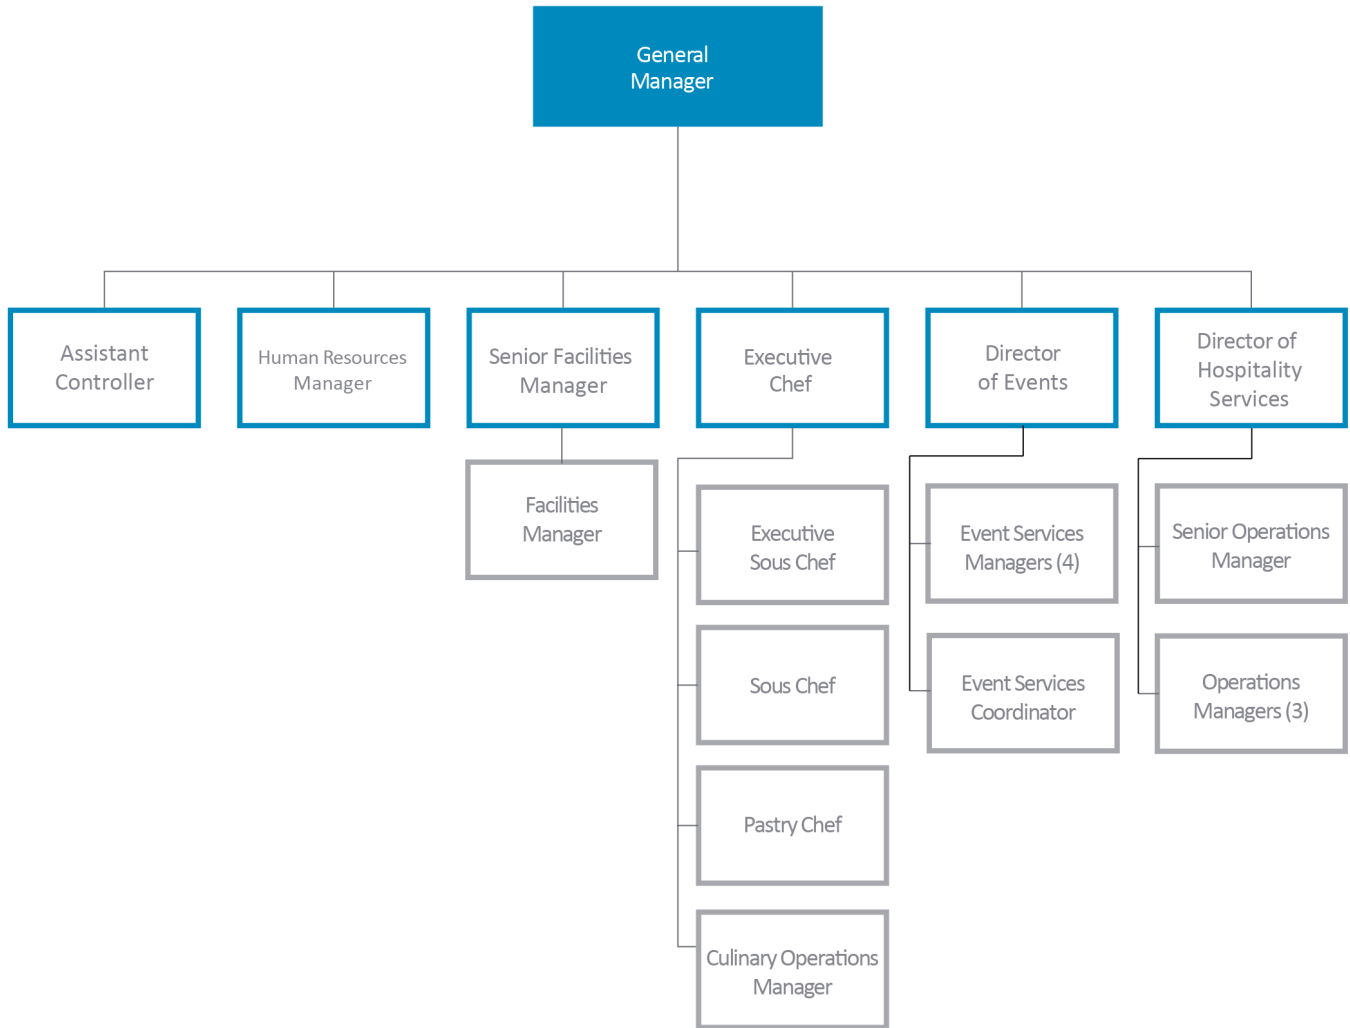 General
Manager
Assistant
Controller
Human Resources
Manager
Senior Facilities
Manager
Executive
Chef
Director
of Events
Director of
Hospitality
Services
Facilities
Manager
Executive
Sous Chef
Event Services
Managers (4)
Senior Operations
Manager
Sous Chef
Event Services
Coordinator
Operations
Managers (3)
Pastry Chef
Culinary Operations
Manager